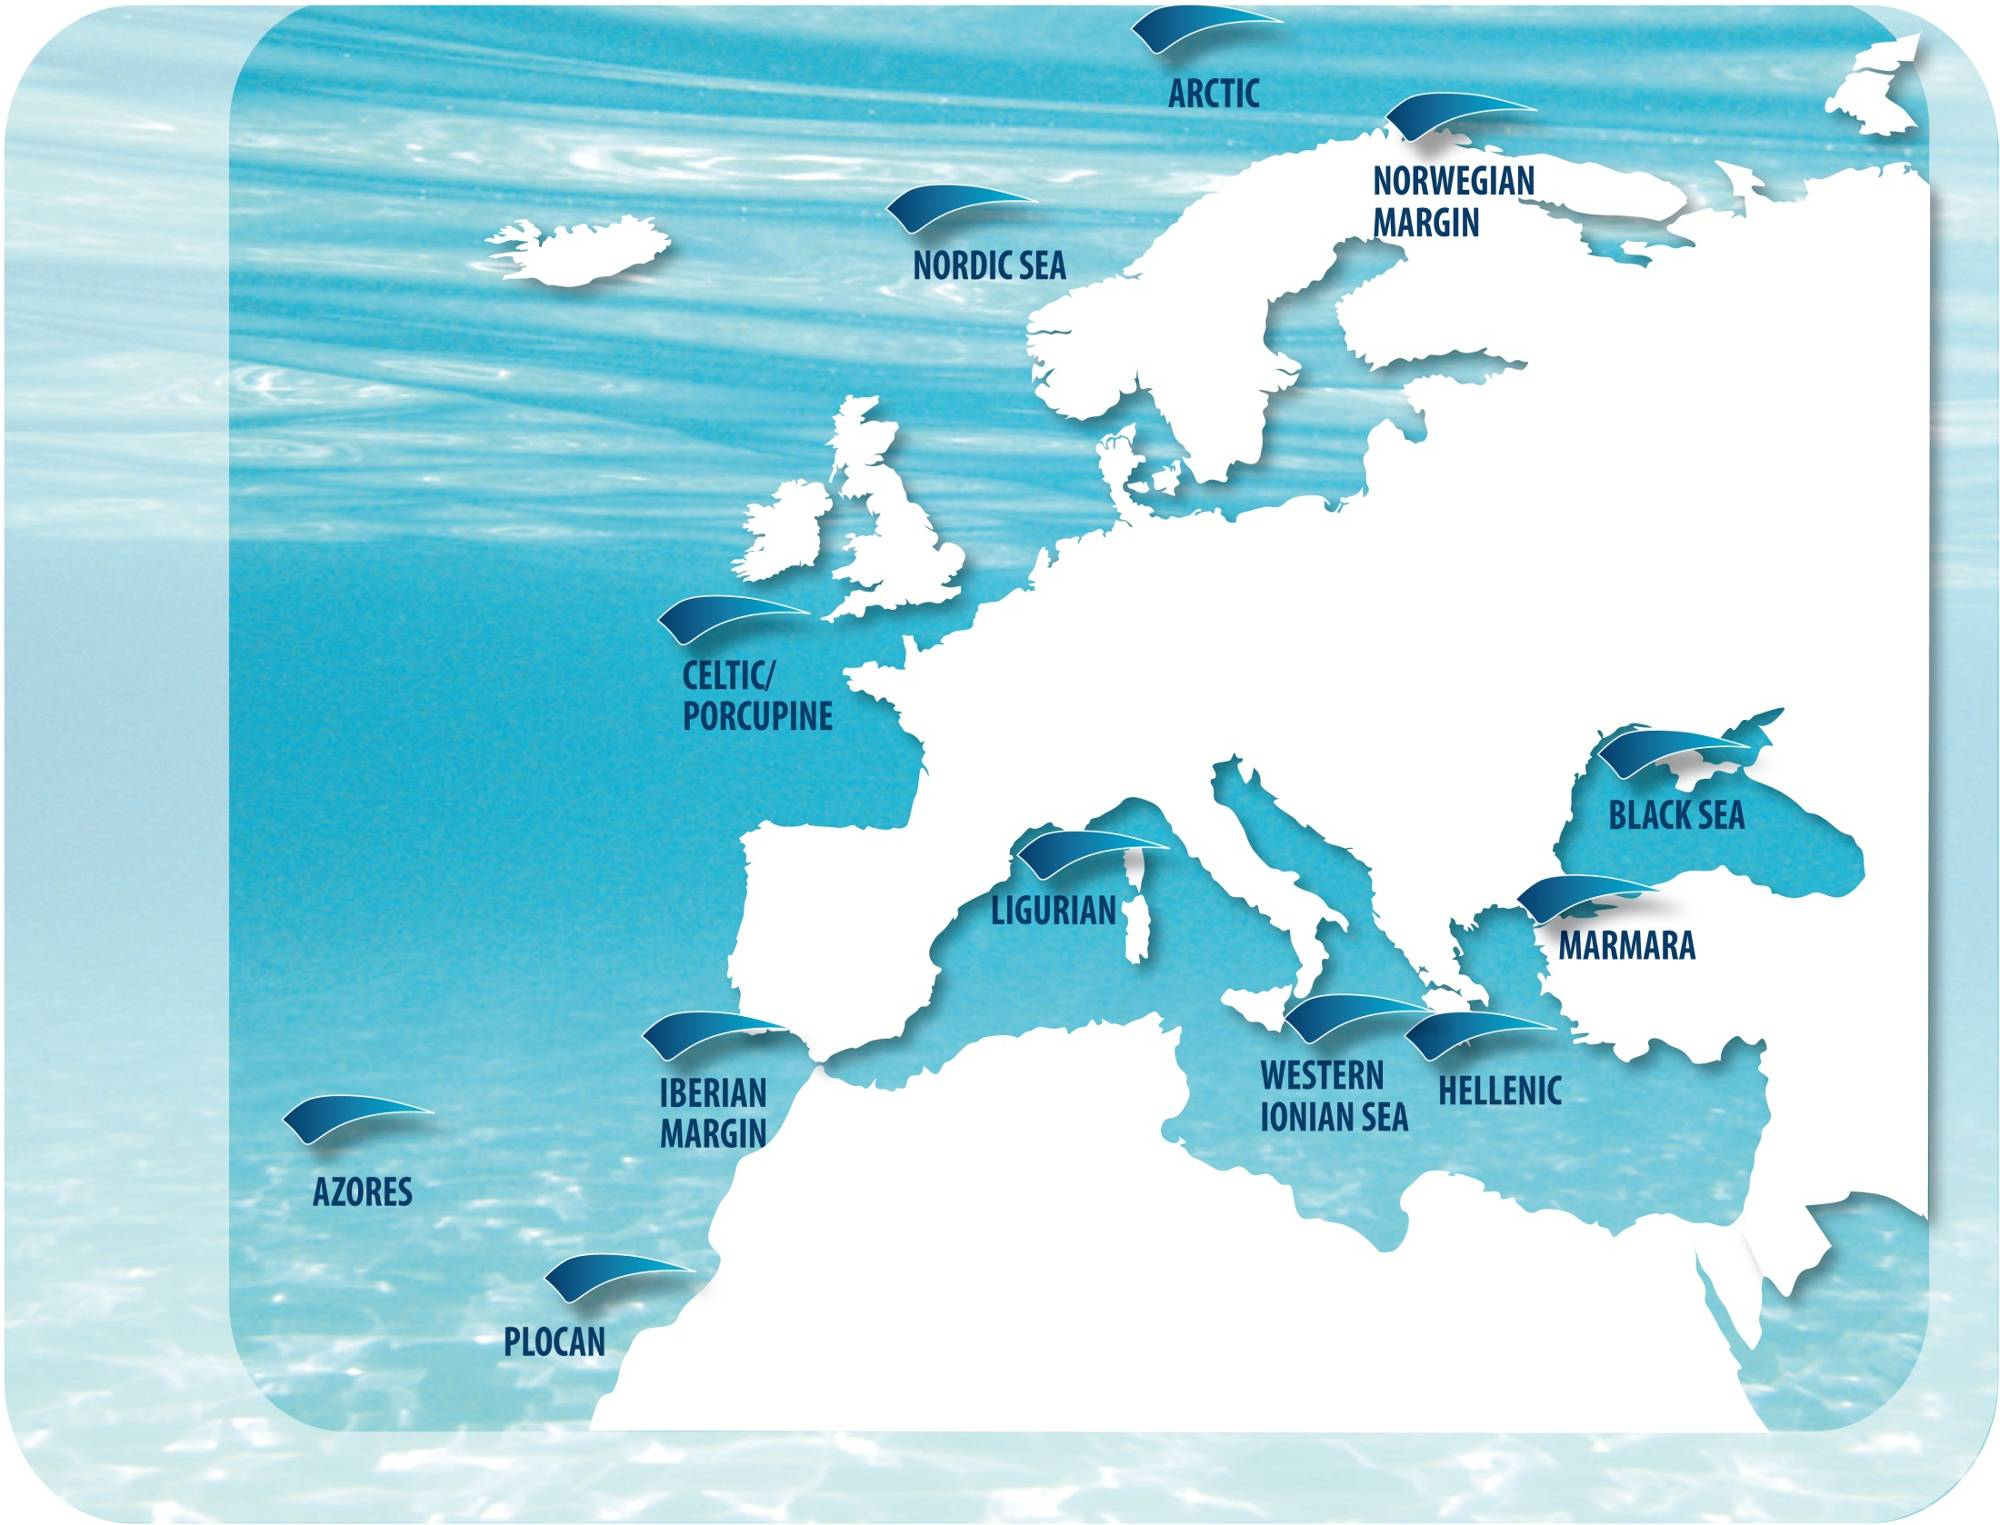 ARCTIC
NORWEGIAN
MARGIN
NORDIC SEA
CELTIC/
PORCUPINE
BLACK SEA
LIGURIAN
MARMARA
WESTERN
IONIAN SEA
HELLENIC
IBERIAN
MARGIN
AZORES
PLOCAN